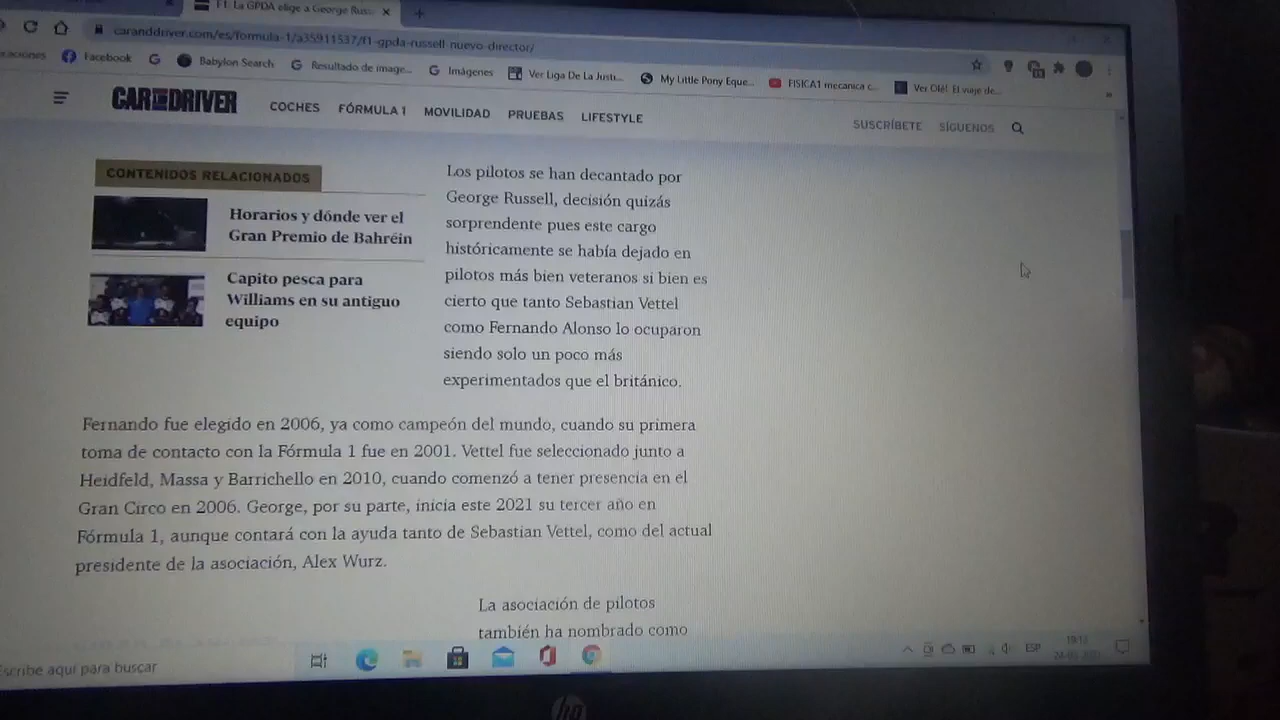 F1: La GPDA elige a George Russ
caranddriver.com/es/formula-1/a35911537/f1-gpda-russell-nuevo-director/
Facebook
Babylon Search
Resultado de image...
Imágenes
Ver Liga De La Justi...
My Little Pony Eque...
FISICA1 mecanica c...
Ver Olé! El viaje de...
CAR AND DRIVER
COCHES
FÓRMULA 1
MOVILIDAD
PRUEBAS
LIFESTYLE
SUSCRÍBETE
SÍGUENOS
CONTENIDOS RELACIONADOS
Horarios y dónde ver el
Gran Premio de Bahréin
Capito pesca para
Williams en su antiguo
equipo
Los pilotos se han decantado por
George Russell, decisión quizás
sorprendente pues este cargo
históricamente se había dejado en
pilotos más bien veteranos si bien es
cierto que tanto Sebastian Vettel
como Fernando Alonso lo ocuparon
siendo solo un poco más
experimentados que el británico.
Fernando fue elegido en 2006, ya como campeón del mundo, cuando su primera
toma de contacto con la Fórmula 1 fue en 2001. Vettel fue seleccionado junto a
Heidfeld, Massa y Barrichello en 2010, cuando comenzó a tener presencia en el
Gran Circo en 2006. George, por su parte, inicia este 2021 su tercer año en
Fórmula 1, aunque contará con la ayuda tanto de Sebastian Vettel, como del actual
presidente de la asociación, Alex Wurz.
La asociación de pilotos
también ha nombrado como
Escribe aquí para buscar
ESP
hp